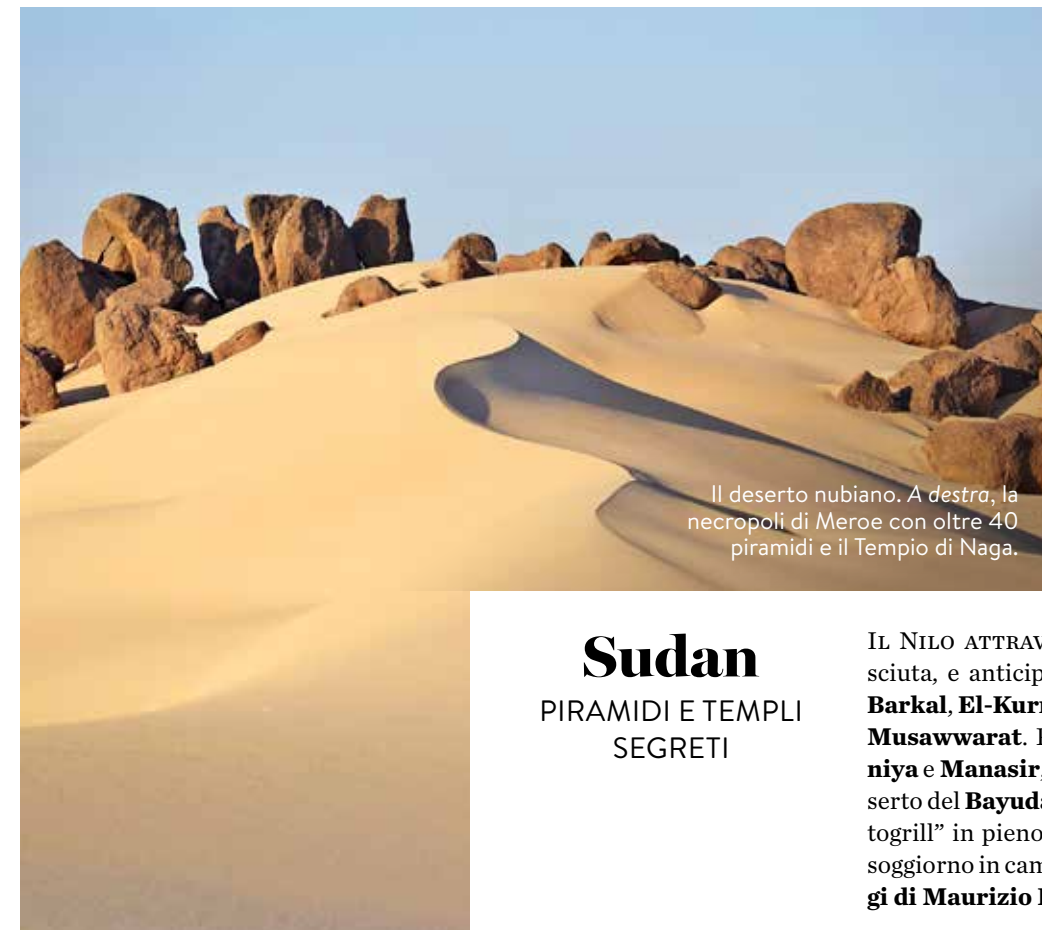 Il deserto nubiano. A destra, la
necropoli di Meroe con oltre 40
piramidi e il Tempio di Naga.
Sudan
PIRAMIDI E TEMPLI
SEGRETI
IL NILO
sciuta, e
Barkal,
Musawwarat.
niya e Manasir,
serto del
togrill” in pieno
soggiorno in
gi di Maurizio